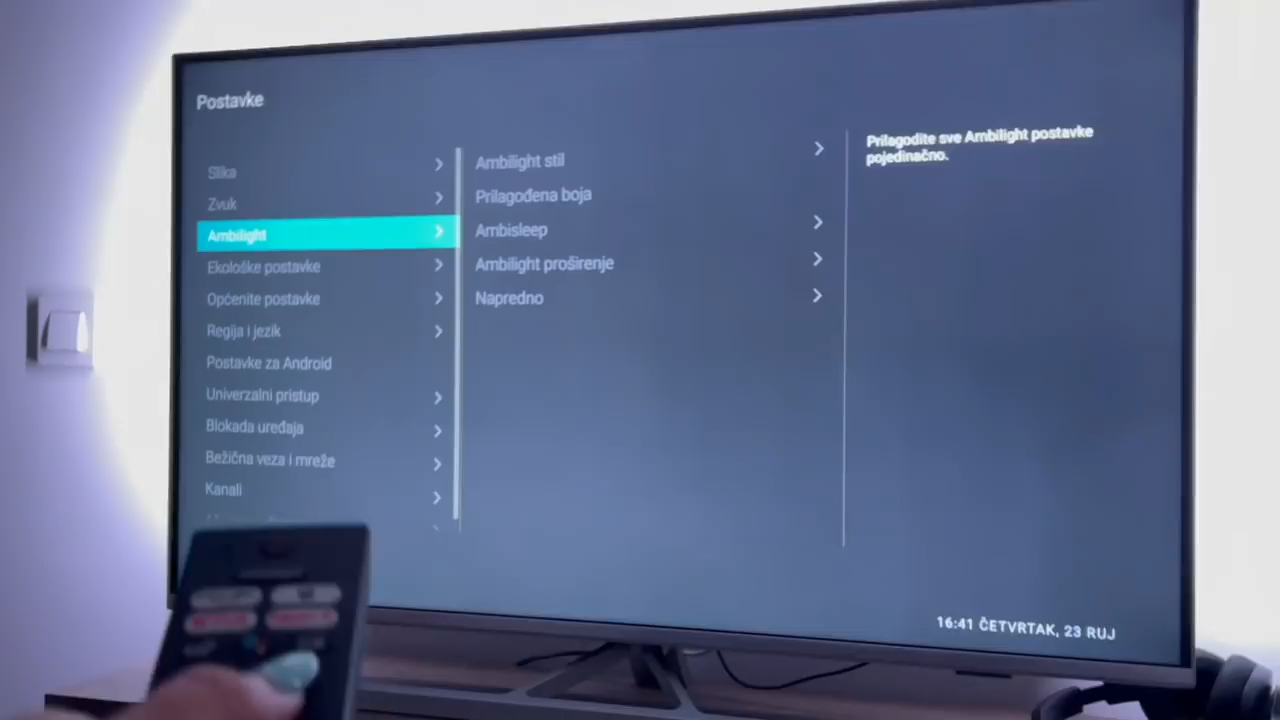 Postavke
Slika
Zvuk
Ambilight
Ekološke postavke
Općenite postavke
Regija i jezik
Postavke za Android
Univerzalni pristup
Blokada uređaja
Bežična veza i mreže
Kanali
Ambilight stil
Prilagođena boja
Ambisleep
Ambilight proširenje
Napredno
Prilagodite sve Ambilight postavke
pojedinačno.
16:41 ČETVRTAK, 23 RUJ